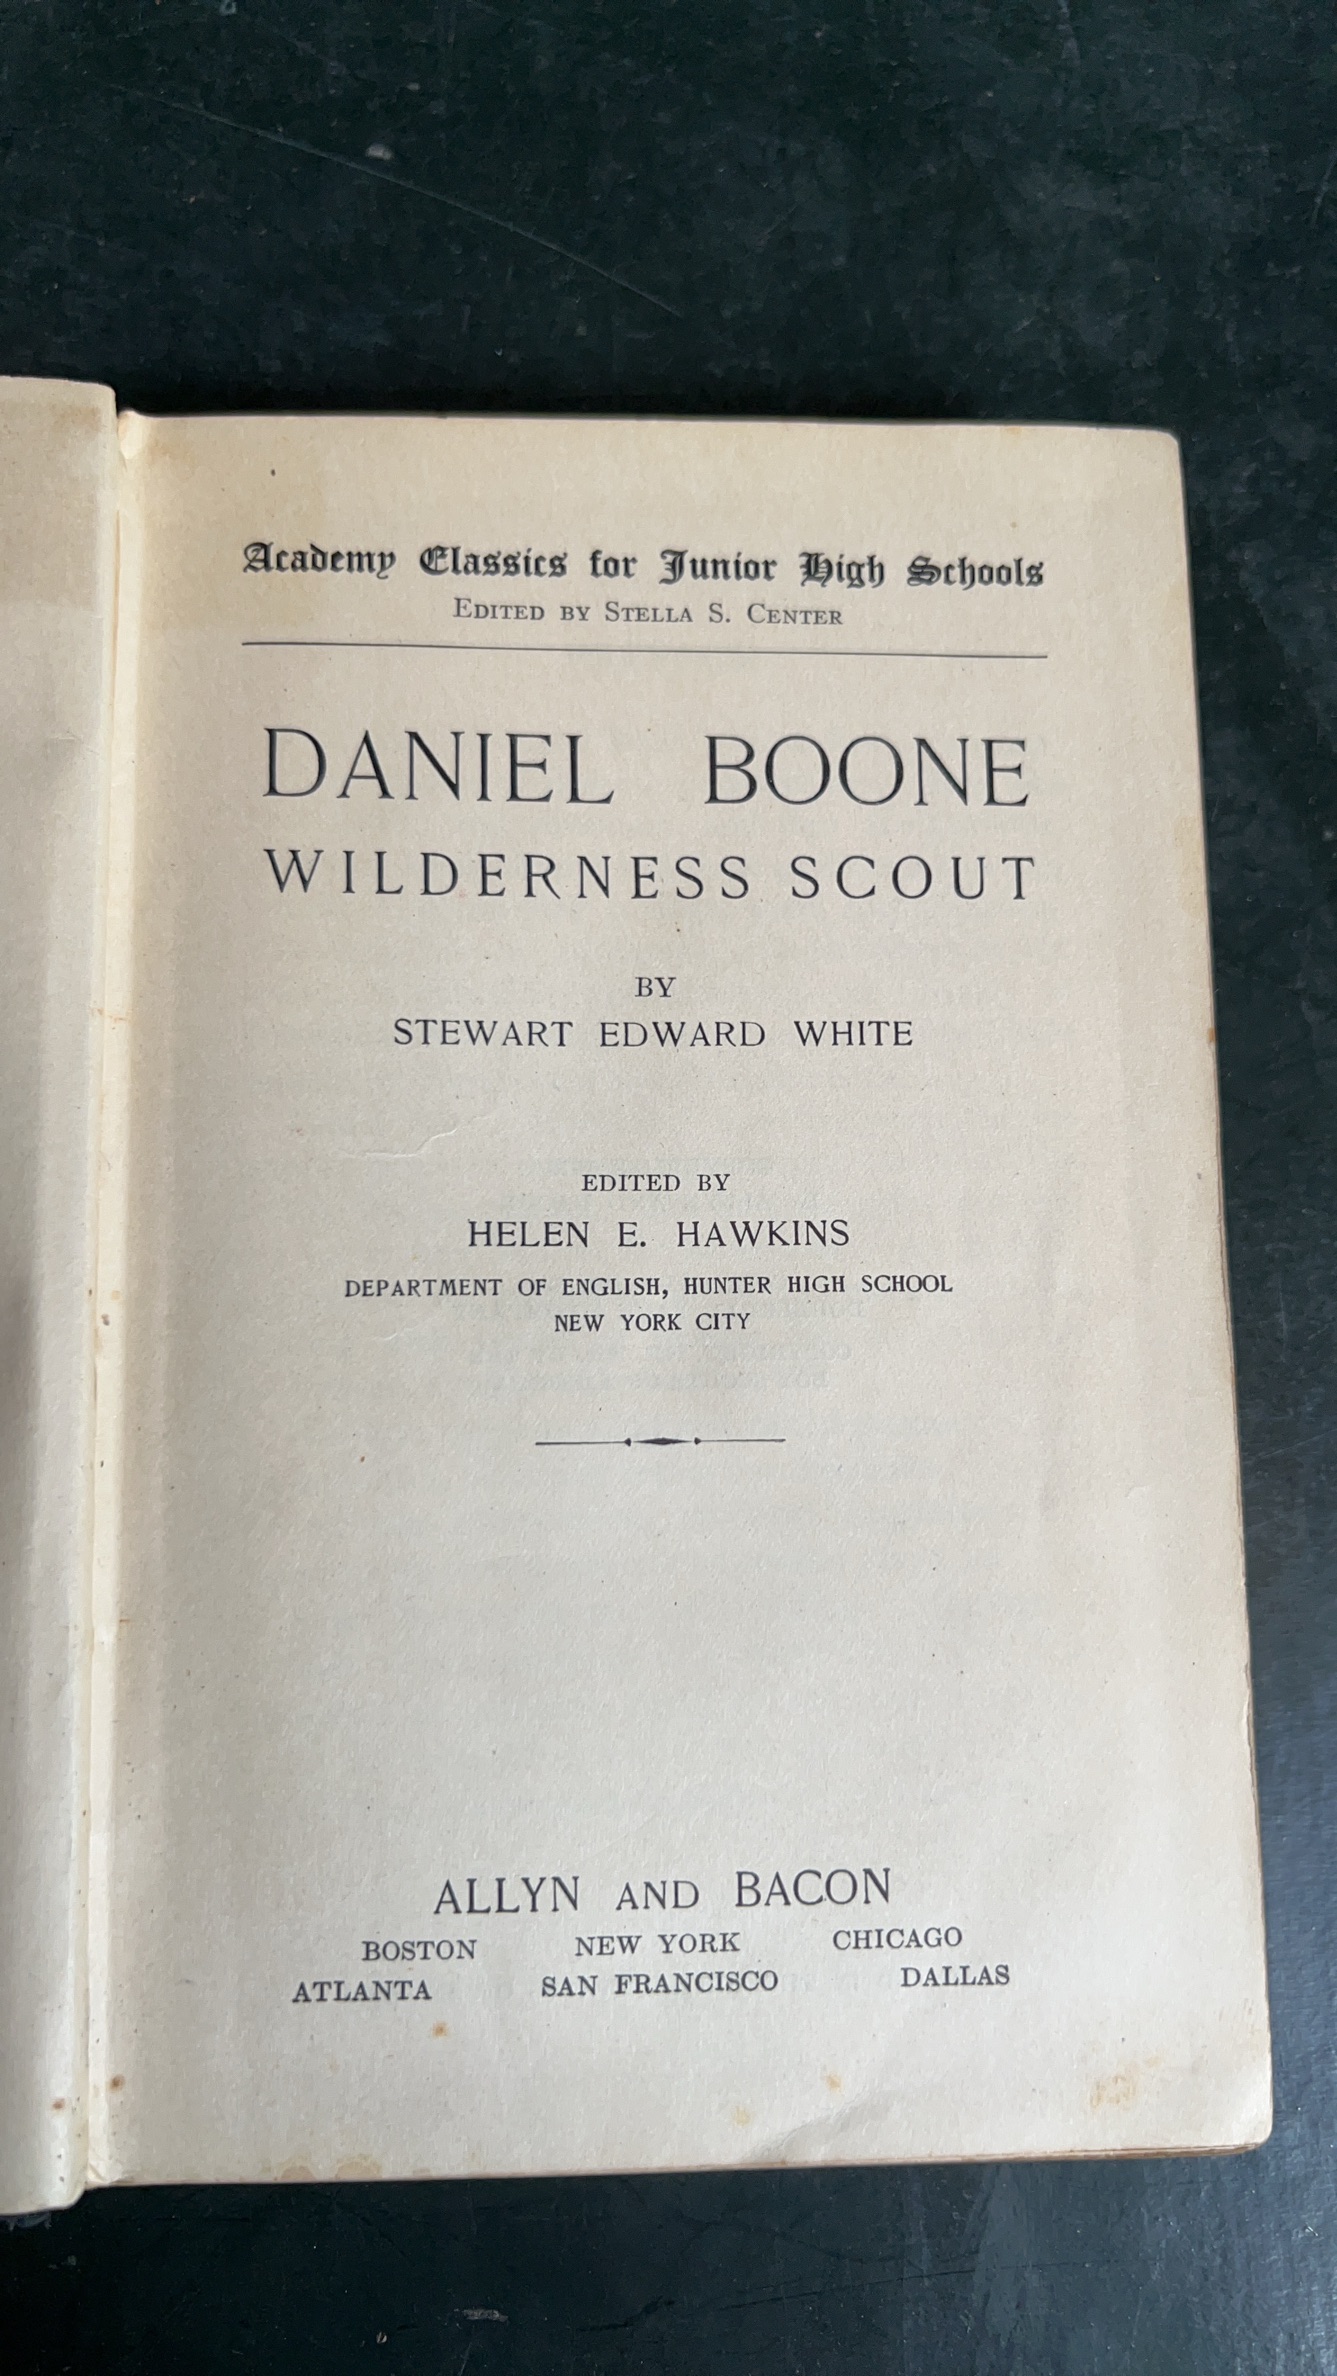 Academy Classics for Junior High Schools
EDITED BY STELLA S. CENTER
DANIEL BOONE
WILDERNESS SCOUT
BY
STEWART EDWARD WHITE
EDITED BY
HELEN E. HAWKINS
DEPARTMENT OF ENGLISH, HUNTER HIGH SCHOOL
NEW YORK CITY
ALLYN AND BACON
BOSTON NEW YORK CHICAGO
ATLANTA SAN FRANCISCO DALLAS